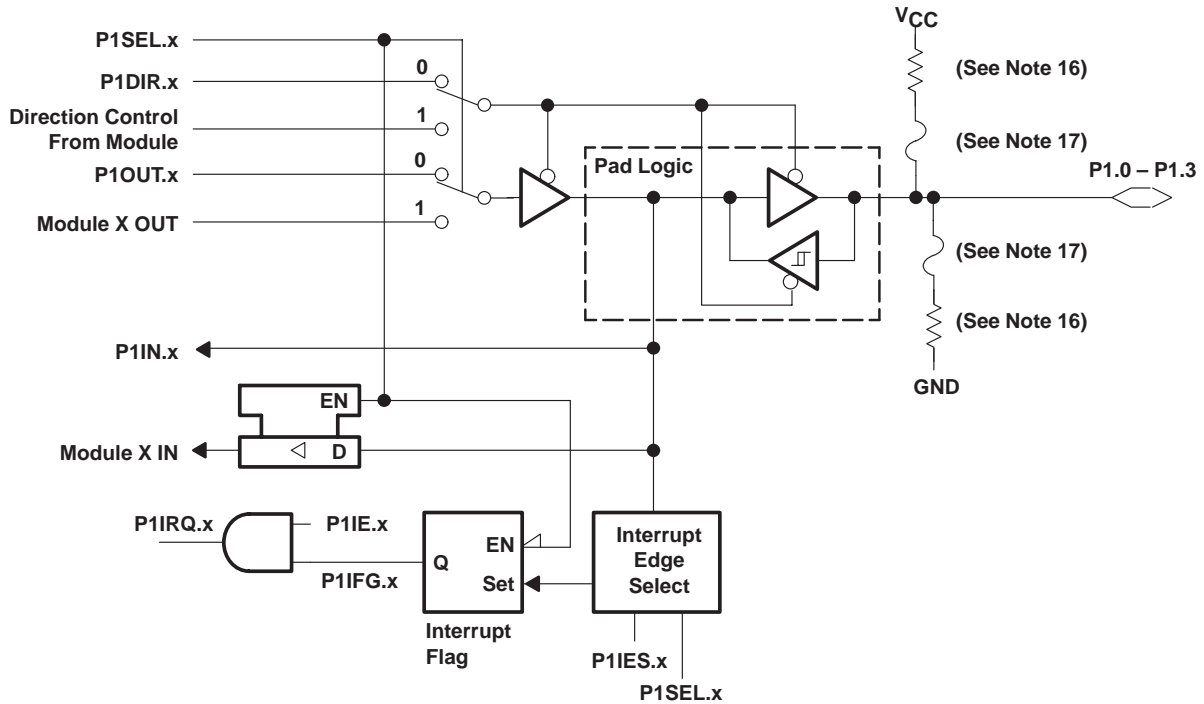 VCC
P1SEL.x
(See Note 16)
P1DIR.x
0
Direction Control
From Module
1
(See Note 17)
P1OUT.x
0
Pad Logic
P1.0 – P1.3
Module X OUT
1
(See Note 17)
(See Note 16)
P1IN.x
GND
EN
Module X IN
D
P1IRQ.x
P1IE.x
P1IFG.x
Q
EN
Set
Interrupt
Edge
Select
Interrupt
Flag
P1IES.x
P1SEL.x